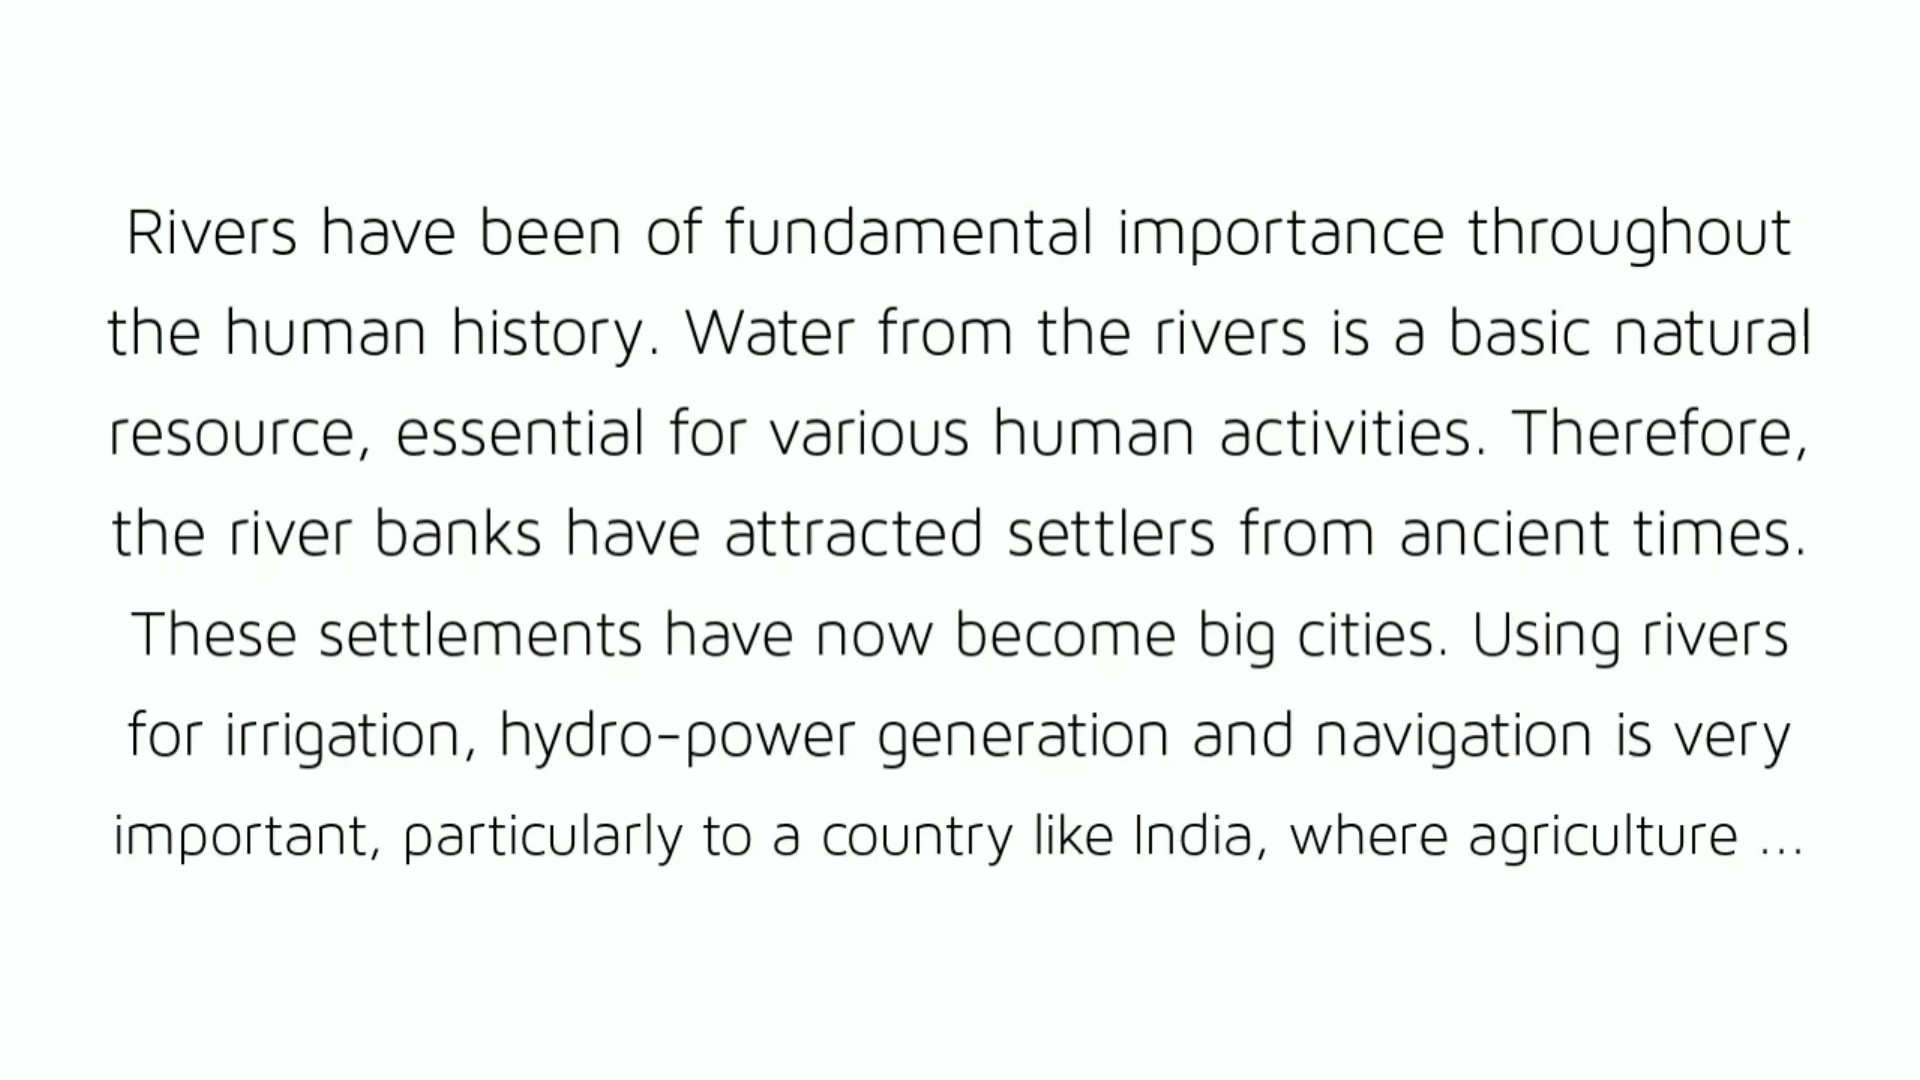 Rivers have been of fundamental importance throughout
the human history. Water from the rivers is a basic natural
resource, essential for various human activities. Therefore,
the river banks have attracted settlers from ancient times.
These settlements have now become big cities. Using rivers
for irrigation, hydro-power generation and navigation is very
important, particularly to a country like India, where agriculture ...